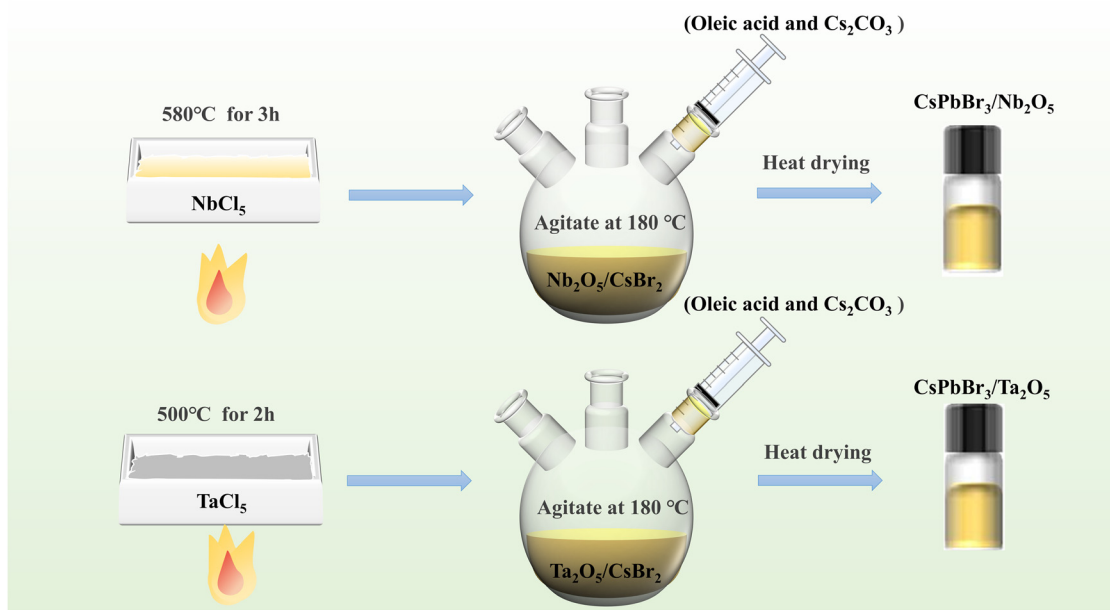 (Oleic acid and Cs₂CO₃ )
580℃ for 3h
NbCl₅
Agitate at 180 ℃
Nb₂O₅/CsBr₂
Heat drying
CsPbBr₃/Nb₂O₅
(Oleic acid and Cs₂CO₃ )
500℃ for 2h
TaCl₅
Agitate at 180 ℃
Ta₂O₅/CsBr₂
Heat drying
CsPbBr₃/Ta₂O₅